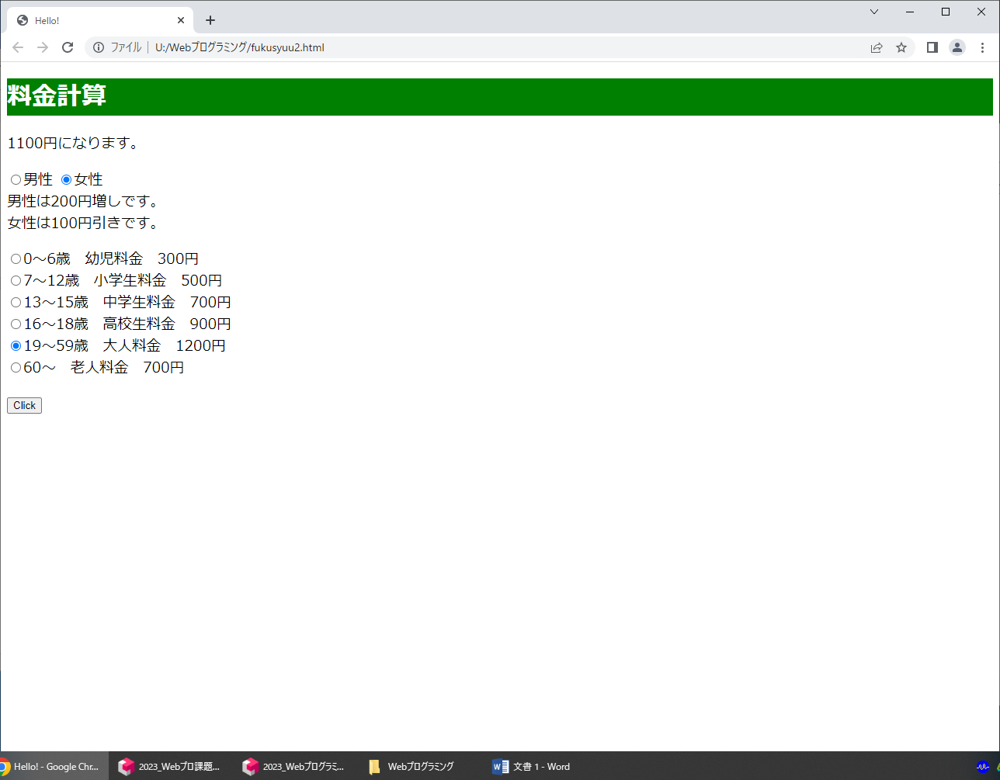 Hello!
ファイル U:/Webプログラミング/fukusyuu2.html
料金計算
1100円になります。
男性 女性
男性は200円増しです。
女性は100円引きです。
0～6歳　幼児料金　300円
7～12歳　小学生料金　500円
13～15歳　中学生料金　700円
16～18歳　高校生料金　900円
19～59歳　大人料金　1200円
60～　老人料金　700円
Click
Hello! - Google Chr... 2023_Webプロ課題... 2023_Webプログラミ... Webプログラミング 文書 1 - Word